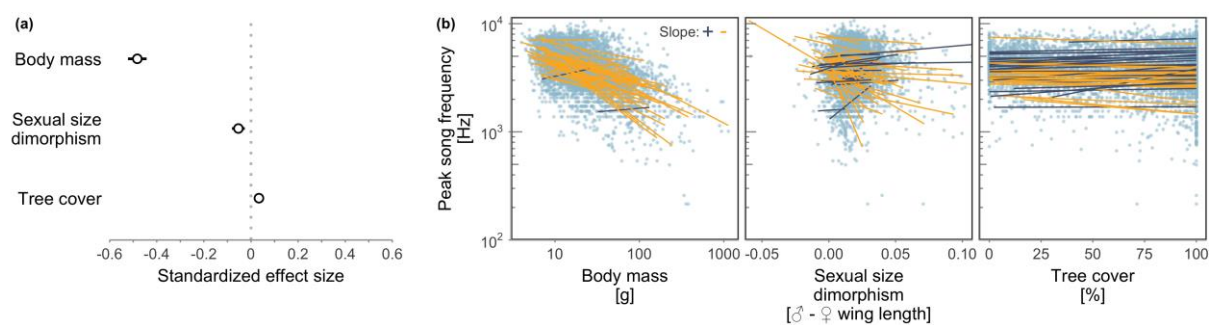 (a)
Body mass
Sexual size
dimorphism
Tree cover
-0.6 -0.4 -0.2 0 0.2 0.4 0.6
Standardized effect size
(b)
Peak song frequency
[Hz]
10⁴
10³
10²
Slope: + -
10 100 1000
Body mass
[g]
-0.05 0.00 0.05 0.10
Sexual size
dimorphism
[♂ - ♀ wing length]
0 25 50 75 100
Tree cover
[%]